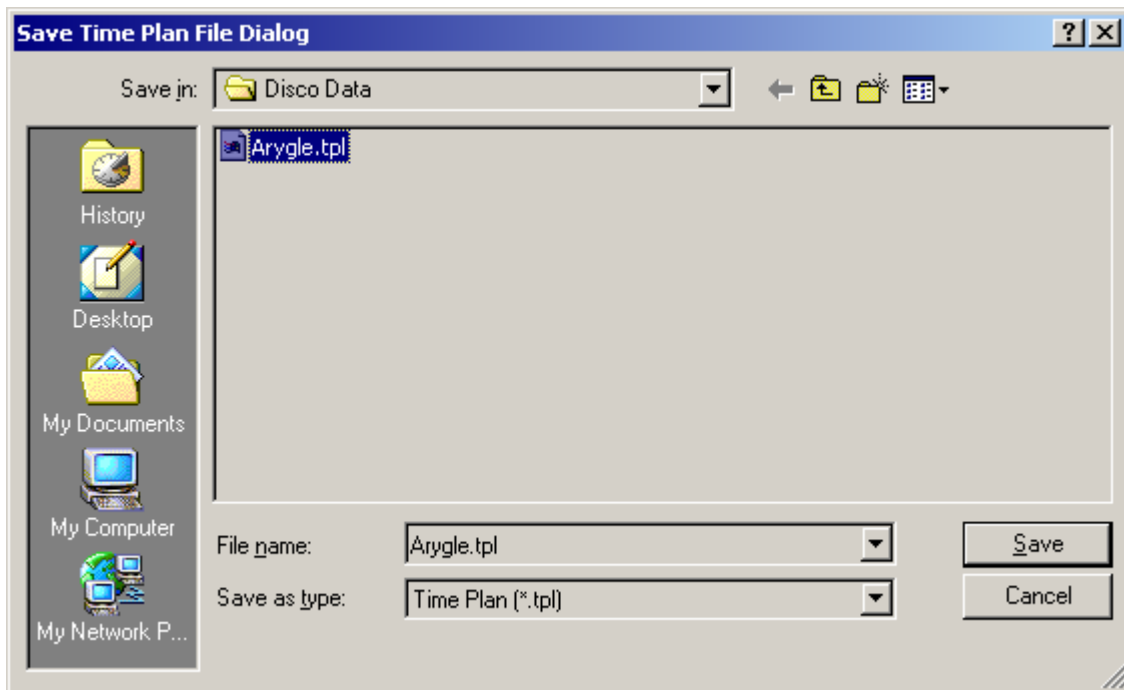 Save Time Plan File Dialog
Save in: Disco Data
Arygle.tpl
History
Desktop
My Documents
My Computer
My Network P...
File name: Arygle.tpl Save
Save as type: Time Plan (*.tpl) Cancel